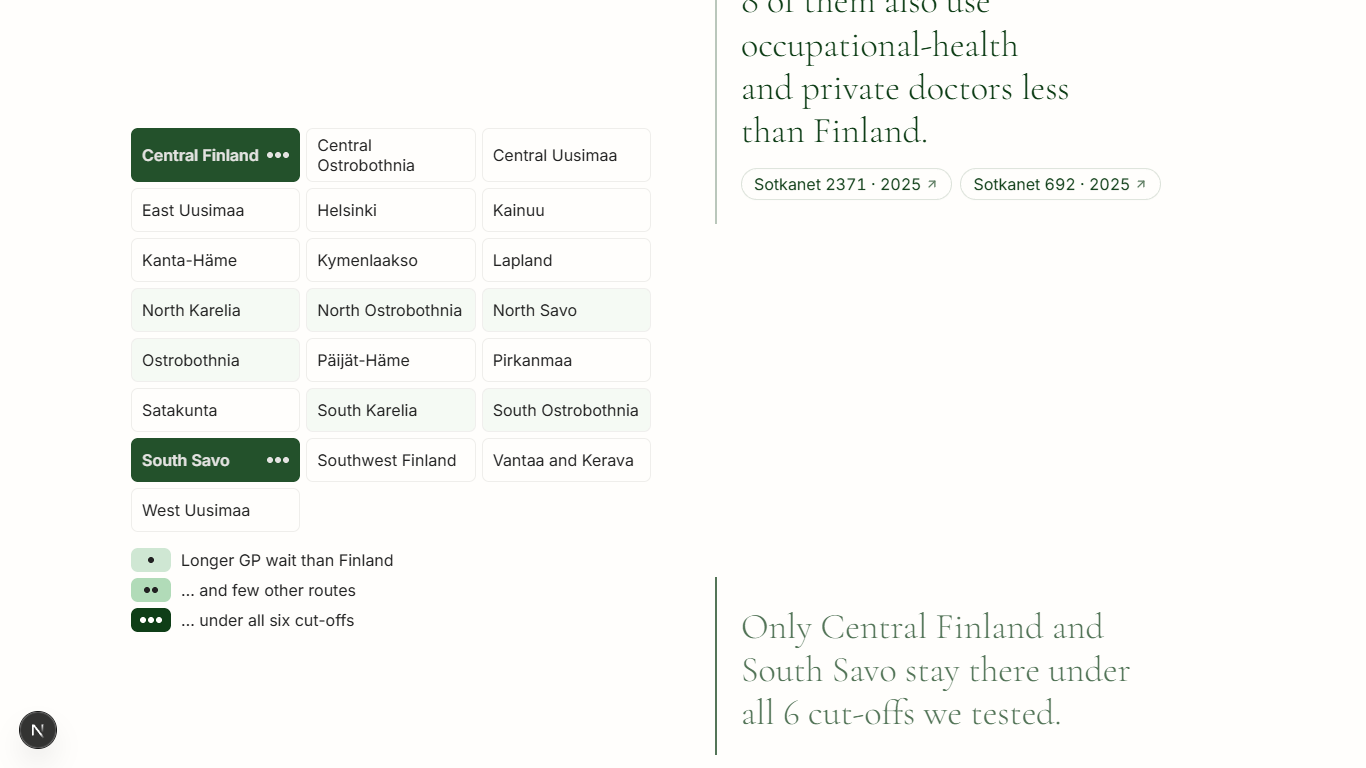 8 of them also use
occupational-health
and private doctors less
than Finland.
Sotkanet 2371 · 2025 ↗ Sotkanet 692 · 2025 ↗
Central Finland •••
Central
Ostrobothnia
Central Uusimaa
East Uusimaa
Helsinki
Kainuu
Kanta-Häme
Kymenlaakso
Lapland
North Karelia
North Ostrobothnia
North Savo
Ostrobothnia
Päijät-Häme
Pirkanmaa
Satakunta
South Karelia
South Ostrobothnia
South Savo •••
Southwest Finland
Vantaa and Kerava
West Uusimaa
• Longer GP wait than Finland
•• … and few other routes
••• … under all six cut-offs
Only Central Finland and
South Savo stay there under
all 6 cut-offs we tested.
N